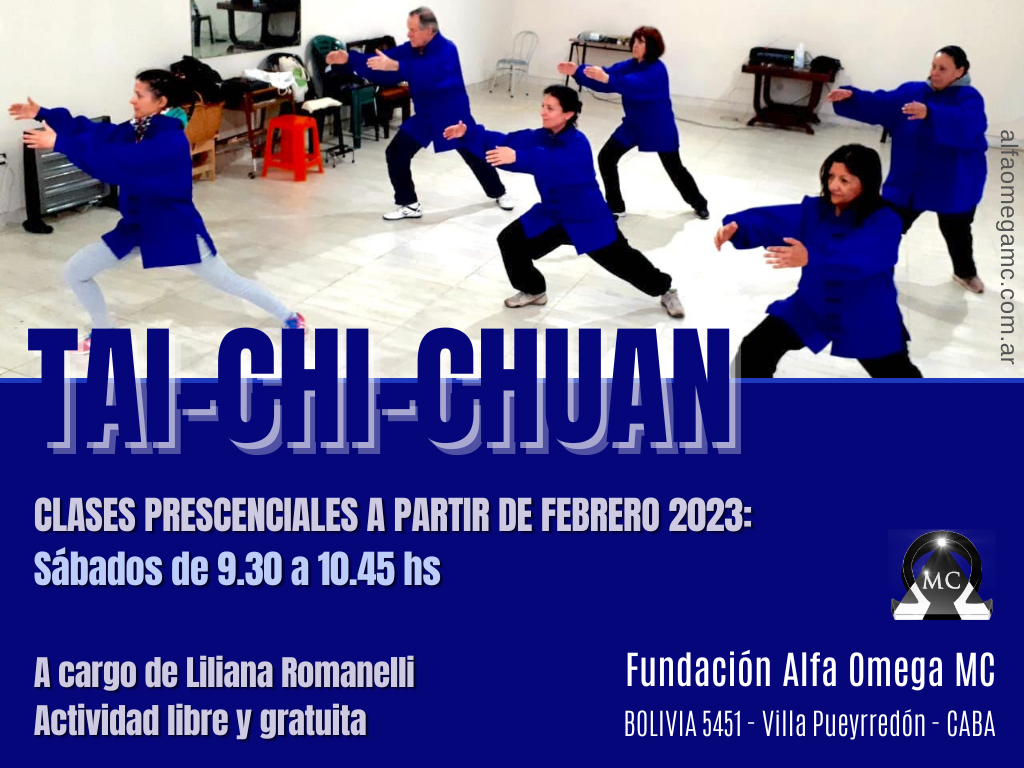 alfaomegamc.com.ar
TAI-CHI-CHUAN
CLASES PRESCENCIALES A PARTIR DE FEBRERO 2023:
Sábados de 9.30 a 10.45 hs
MC
A cargo de Liliana Romanelli
Actividad libre y gratuita
Fundación Alfa Omega MC
BOLIVIA 5451 - Villa Pueyrredón - CABA